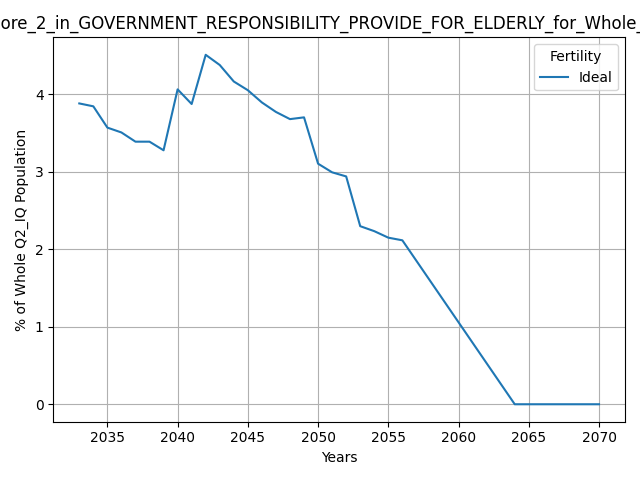 ore_2_in_GOVERNMENT_RESPONSIBILITY_PROVIDE_FOR_ELDERLY_for_Whole_
Fertility
Ideal
% of Whole Q2_IQ Population
4
3
2
1
0
2035 2040 2045 2050 2055 2060 2065 2070
Years